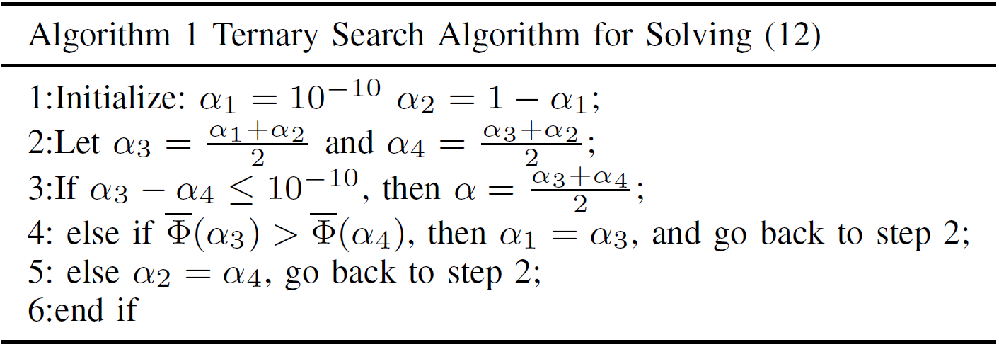 Algorithm 1 Ternary Search Algorithm for Solving (12)
1:Initialize: $\alpha_1 = 10^{-10}$ $\alpha_2 = 1 - \alpha_1$;
2:Let $\alpha_3 = \frac{\alpha_1+\alpha_2}{2}$ and $\alpha_4 = \frac{\alpha_3+\alpha_2}{2}$;
3:If $\alpha_3 - \alpha_4 \leq 10^{-10}$, then $\alpha = \frac{\alpha_3+\alpha_4}{2}$;
4: else if $\overline{\Phi}(\alpha_3) > \overline{\Phi}(\alpha_4)$, then $\alpha_1 = \alpha_3$, and go back to step 2;
5: else $\alpha_2 = \alpha_4$, go back to step 2;
6:end if